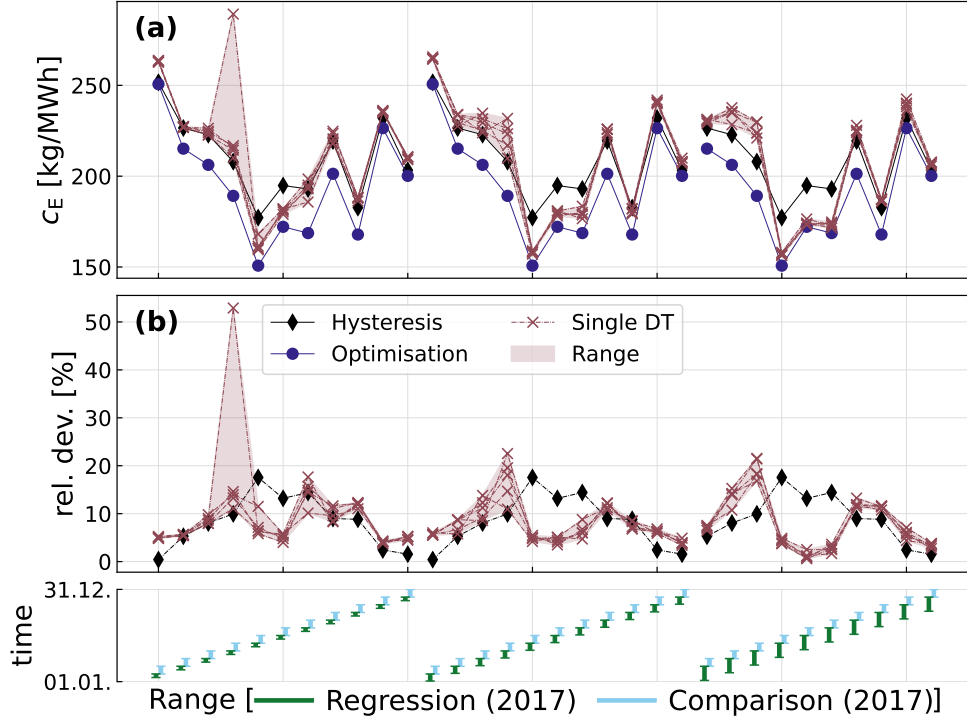 (a)
250
200
150
c_E [kg/MWh]
(b)
Hysteresis
Optimisation
Single DT
Range
50
40
30
20
10
0
rel. dev. [%]
31.12.
01.01.
time
Range [ Regression (2017) Comparison (2017)]